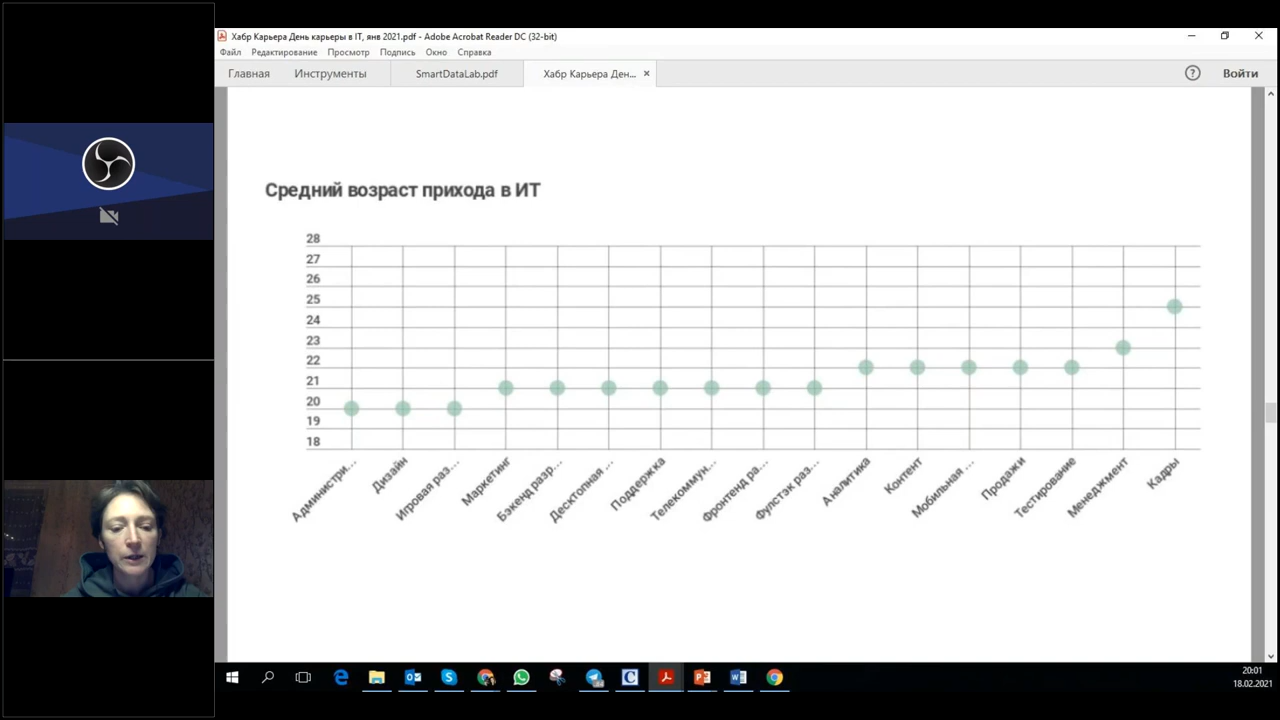 Хабр Карьера День карьеры в IT, янв 2021.pdf - Adobe Acrobat Reader DC (32-bit)
Файл Редактирование Просмотр Подпись Окно Справка
Главная Инструменты SmartDataLab.pdf Хабр Карьера Ден... × ? Войти
Средний возраст прихода в ИТ
28
27
26
25
24
23
22
21
20
19
18
Администри... Дизайн Игровая раз... Маркетинг Бэкенд разр... Десктопная ... Поддержка Телекоммун... Фронтенд ра... Фулстэк раз... Аналитика Контент Мобильная ... Продажи Тестирование Менеджмент Кадры
20:01
18.02.2021